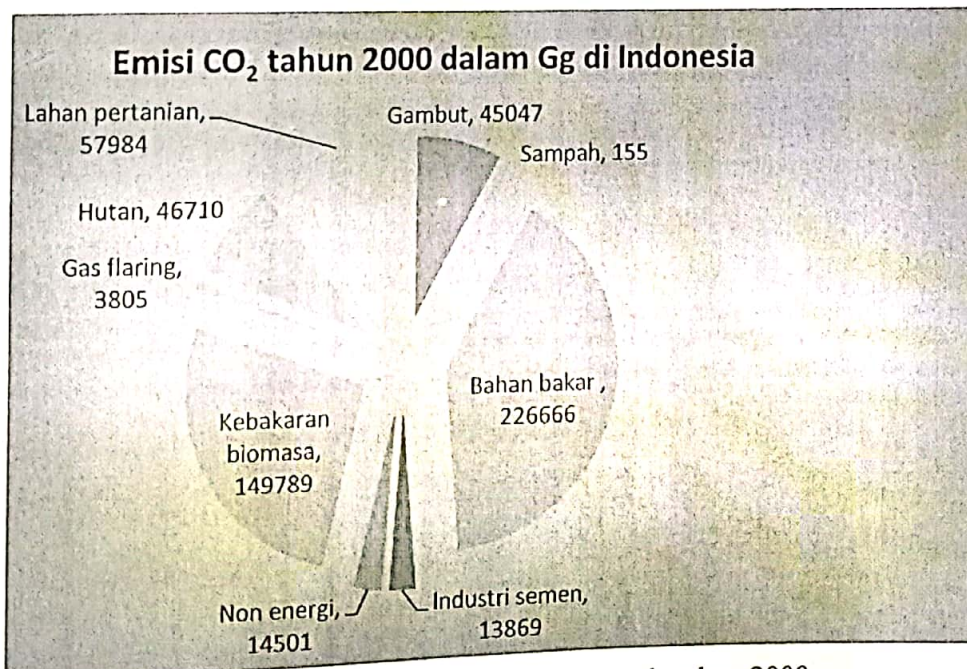 Emisi CO₂ tahun 2000 dalam Gg di Indonesia
Lahan pertanian,
57984
Gambut, 45047
Sampah, 155
Hutan, 46710
Gas flaring,
3805
Bahan bakar ,
226666
Kebakaran
biomasa,
149789
Non energi,
14501
Industri semen,
13869
2000